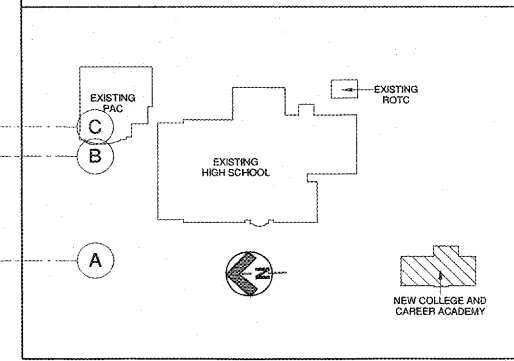 EXISTING
PAC
C
B
A
EXISTING
HIGH SCHOOL
EXISTING
ROTC
N
NEW COLLEGE AND
CAREER ACADEMY